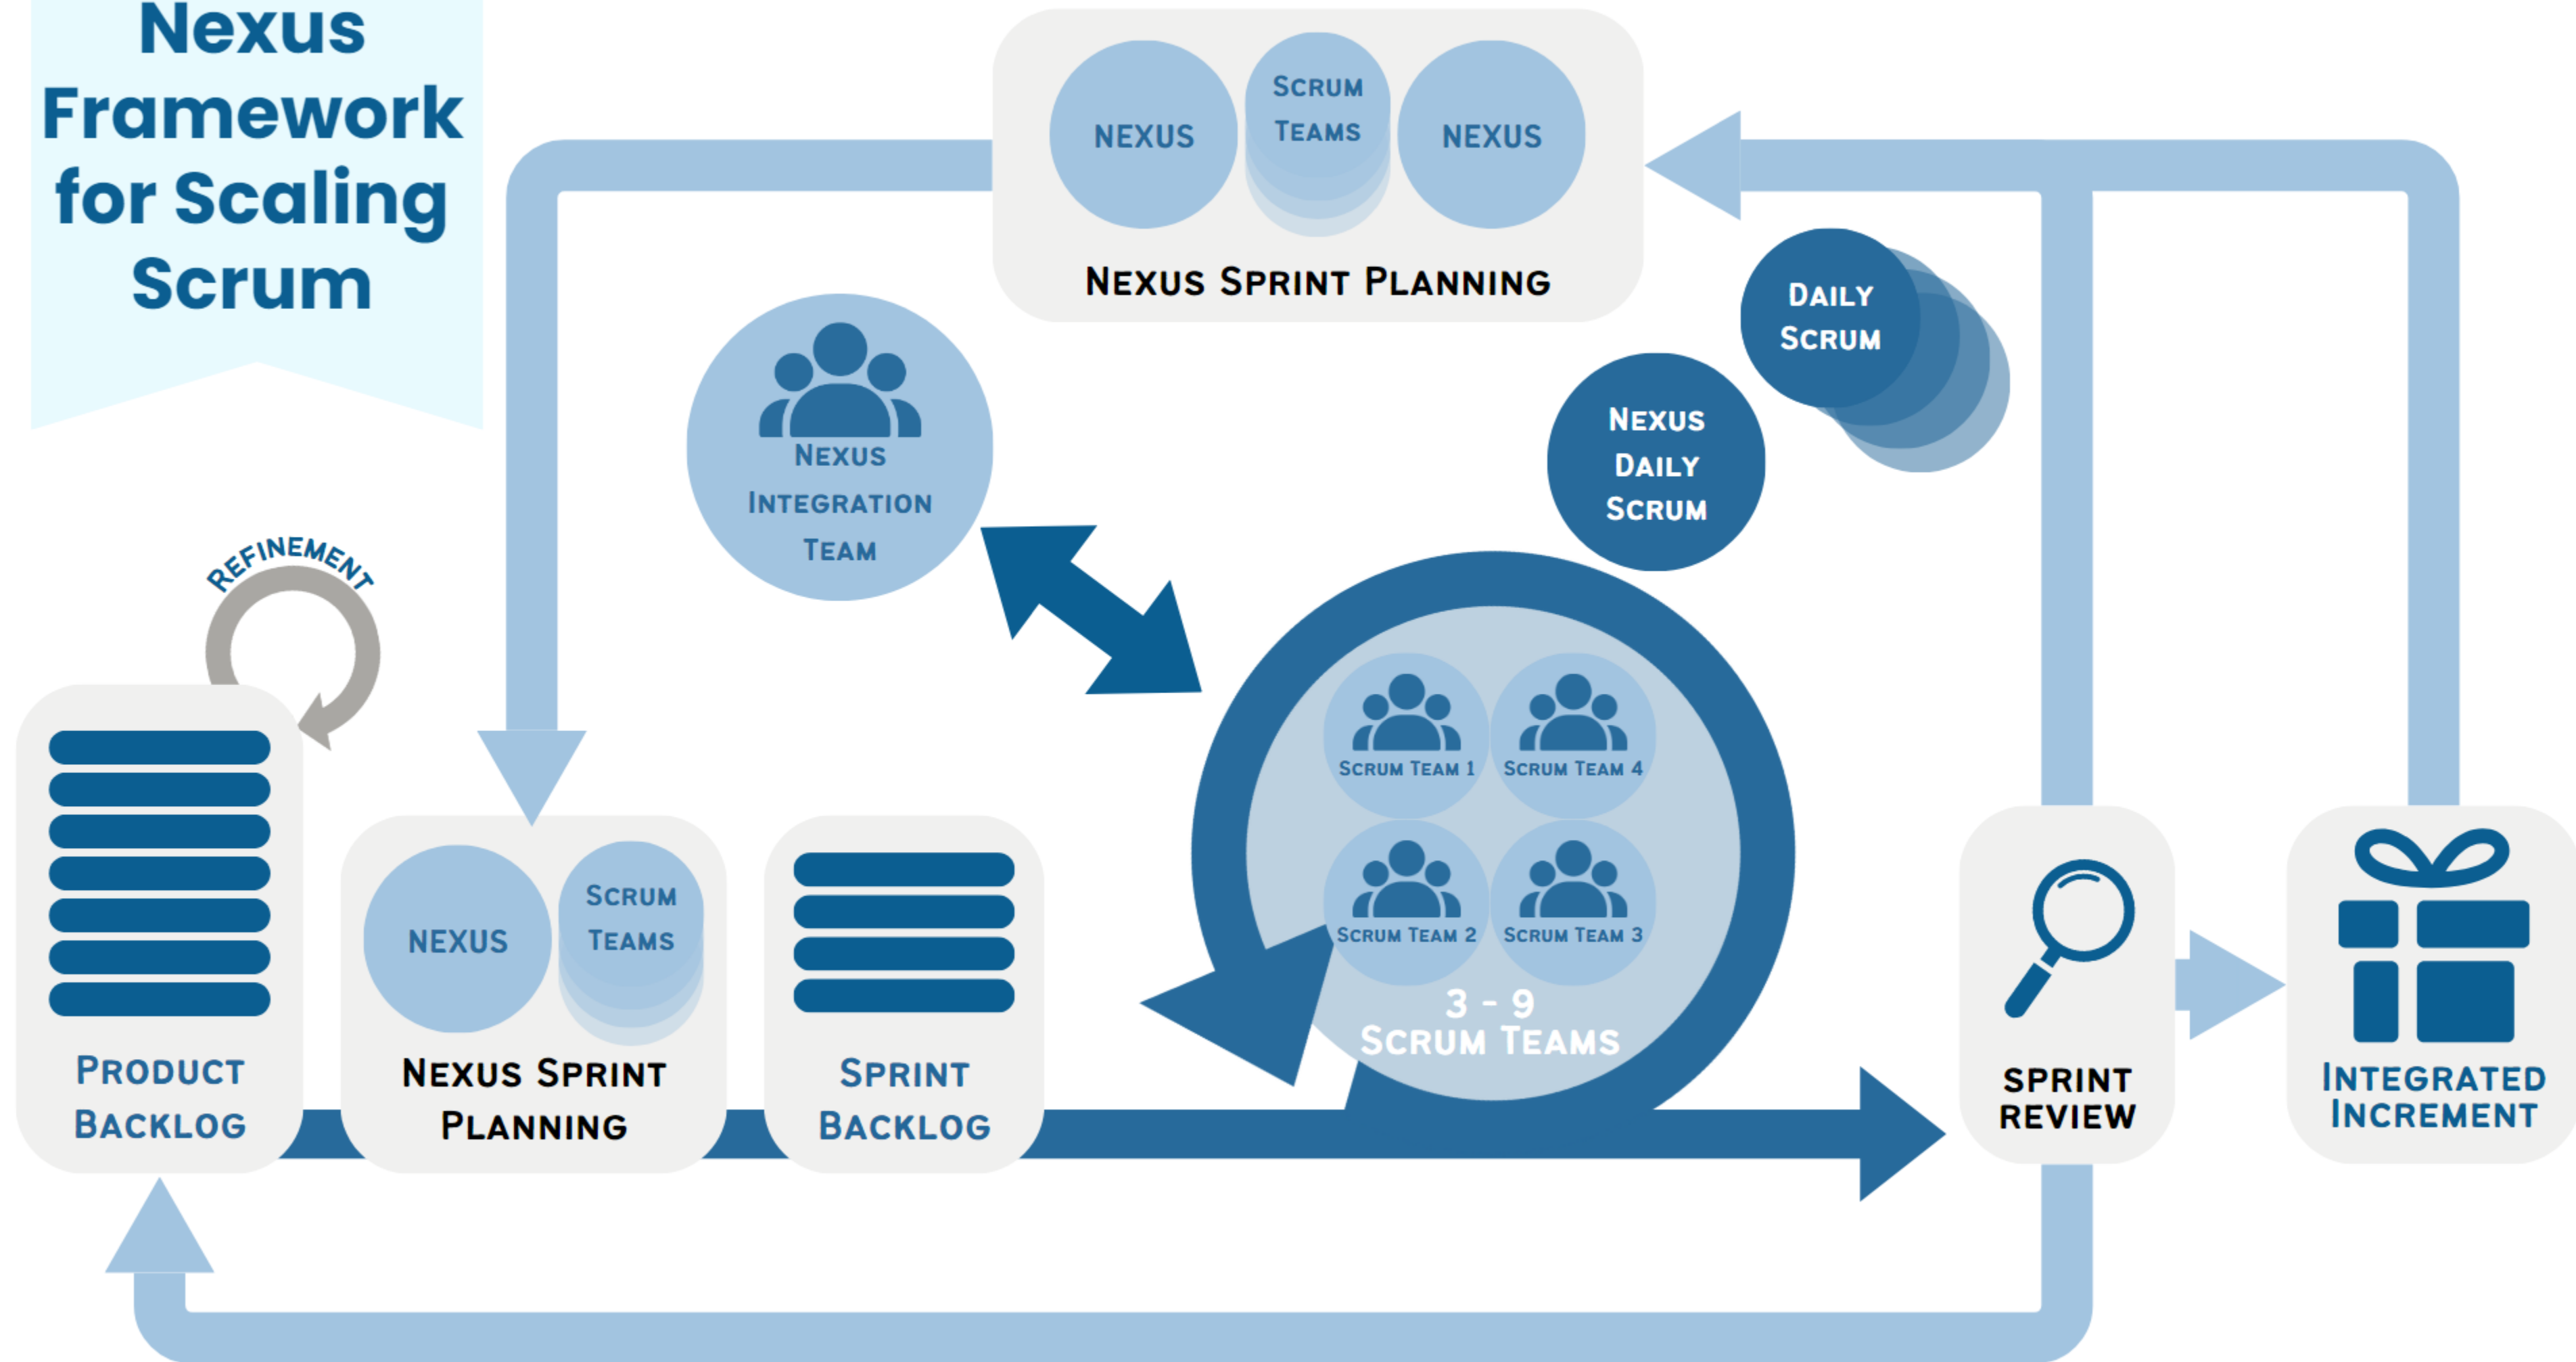 Nexus
Framework
for Scaling
Scrum
NEXUS
SCRUM
TEAMS
NEXUS
NEXUS SPRINT PLANNING
DAILY
SCRUM
NEXUS
DAILY
SCRUM
NEXUS
INTEGRATION
TEAM
REFINEMENT
SCRUM TEAM 1
SCRUM TEAM 4
SCRUM TEAM 2
SCRUM TEAM 3
3 - 9
SCRUM TEAMS
PRODUCT
BACKLOG
NEXUS
SCRUM
TEAMS
NEXUS SPRINT
PLANNING
SPRINT
BACKLOG
SPRINT
REVIEW
INTEGRATED
INCREMENT